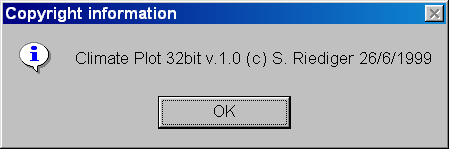 Copyright information
Climate Plot 32bit v.1.0 (c) S. Riediger 26/6/1999
OK